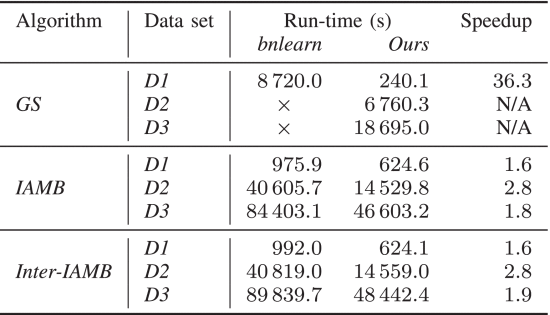 Algorithm Data set Run-time (s) Speedup
bnlearn Ours
D1 8 720.0 240.1 36.3
GS D2 × 6 760.3 N/A
D3 × 18 695.0 N/A
D1 975.9 624.6 1.6
IAMB D2 40 605.7 14 529.8 2.8
D3 84 403.1 46 603.2 1.8
D1 992.0 624.1 1.6
Inter-IAMB D2 40 819.0 14 559.0 2.8
D3 89 839.7 48 442.4 1.9